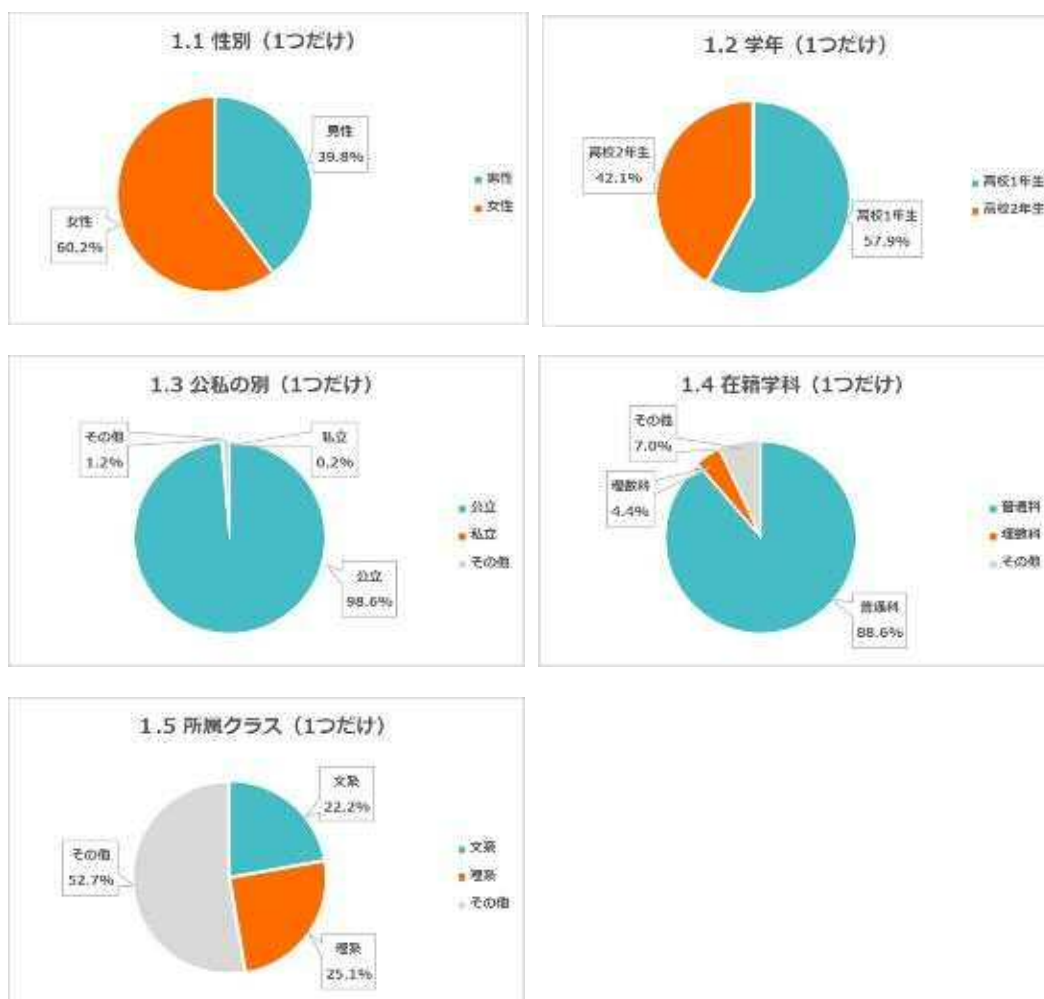 1.1 性別（1つだけ）
男性
39.8%
女性
60.2%
男性
女性
1.2 学年（1つだけ）
高校2年生
42.1%
高校1年生
57.9%
高校1年生
高校2年生
1.3 公私の別（1つだけ）
その他
1.2%
私立
0.2%
公立
98.6%
公立
私立
その他
1.4 在籍学科（1つだけ）
その他
7.0%
理数科
4.4%
普通科
88.6%
普通科
理数科
その他
1.5 所属クラス（1つだけ）
文系
22.2%
その他
52.7%
理系
25.1%
文系
理系
その他